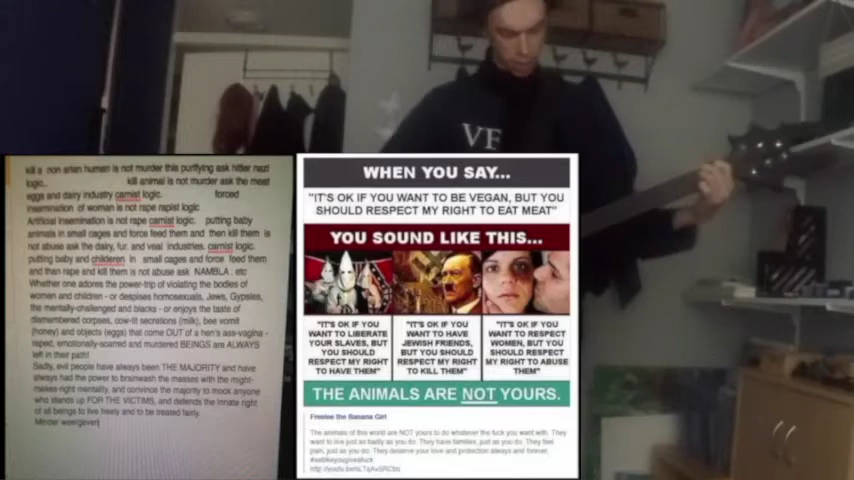 VF
kill a non arian human is not murder this purifying ask hitler nazi
logic.. kill animal is not murder ask the meat
eggs and dairy industry carnist logic. forced
insemination of woman is not rape rapist logic
Artificial insemination is not rape carnist logic. putting baby
animals in small cages and force feed them and then kill them is
not abuse ask the dairy, fur, and veal industries. carnist logic.
putting baby and childeren in small cages and force feed them
and than rape and kill them is not abuse ask NAMBLA . etc
Whether one adores the power-trip of violating the bodies of
women and children - or despises homosexuals, Jews, Gypsies,
the mentally-challenged and blacks - or enjoys the taste of
dismembered corpses, cow-tit secretions (milk), bee vomit
(honey) and objects (eggs) that come OUT of a hen's ass-vagina -
raped, emotionally-scarred and murdered BEINGS are ALWAYS
left in their path!
Sadly, evil people have always been THE MAJORITY and have
always had the power to brainwash the masses with the might-
makes-right mentality, and convince the majority to mock anyone
who stands up FOR THE VICTIMS, and defends the innate right
of all beings to live freely and to be treated fairly.
Minder weergeven
WHEN YOU SAY...
"IT'S OK IF YOU WANT TO BE VEGAN, BUT YOU
SHOULD RESPECT MY RIGHT TO EAT MEAT"
YOU SOUND LIKE THIS...
"IT'S OK IF YOU
WANT TO LIBERATE
YOUR SLAVES, BUT
YOU SHOULD
RESPECT MY RIGHT
TO HAVE THEM"
"IT'S OK IF YOU
WANT TO HAVE
JEWISH FRIENDS,
BUT YOU SHOULD
RESPECT MY RIGHT
TO KILL THEM"
"IT'S OK IF YOU
WANT TO RESPECT
WOMEN, BUT YOU
SHOULD RESPECT
MY RIGHT TO ABUSE
THEM"
THE ANIMALS ARE NOT YOURS.
Freelee the Banana Girl
The animals of this world are NOT yours to do whatever the fuck you want with. They
want to live just as badly as you do. They have families, just as you do. They feel
pain, just as you do. They deserve your love and protection always and forever.
#eatlikeyougiveafuck